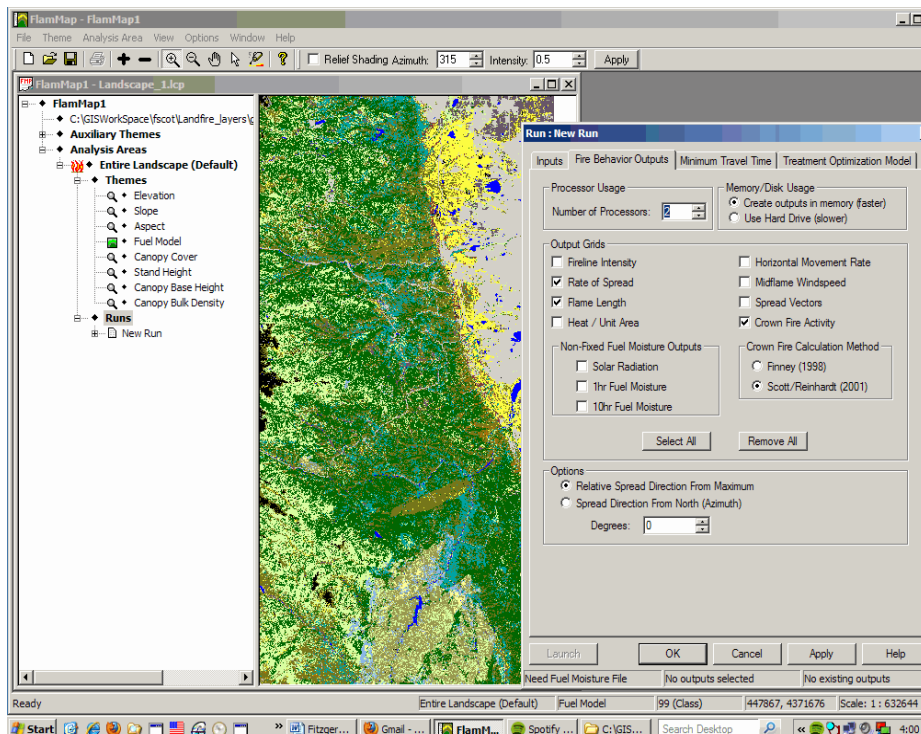 FlamMap - FlamMap1
File Theme Analysis Area View Options Window Help
Relief Shading Azimuth: 315 Intensity: 0.5 Apply
FlamMap1 - Landscape_1.lcp
FlamMap1
C:\GISWorkSpace\fscot\Landfire_layers\g
Auxiliary Themes
Analysis Areas
Entire Landscape (Default)
Themes
Elevation
Slope
Aspect
Fuel Model
Canopy Cover
Stand Height
Canopy Base Height
Canopy Bulk Density
Runs
New Run
Run : New Run
Inputs Fire Behavior Outputs Minimum Travel Time Treatment Optimization Model
Processor Usage
Number of Processors: 2
Memory/Disk Usage
Create outputs in memory (faster)
Use Hard Drive (slower)
Output Grids
Fireline Intensity
Rate of Spread
Flame Length
Heat / Unit Area
Horizontal Movement Rate
Midflame Windspeed
Spread Vectors
Crown Fire Activity
Non-Fixed Fuel Moisture Outputs
Solar Radiation
1hr Fuel Moisture
10hr Fuel Moisture
Crown Fire Calculation Method
Finney (1998)
Scott/Reinhardt (2001)
Select All Remove All
Options
Relative Spread Direction From Maximum
Spread Direction From North (Azimuth)
Degrees: 0
Launch OK Cancel Apply Help
Need Fuel Moisture File No outputs selected No existing outputs
Ready Entire Landscape (Default) Fuel Model 99 (Class) 447867, 4371676 Scale: 1 : 632644
Start » Fitzger... Gmail - ... FlamM... Spotify ... C:\GIS... Search Desktop « 4:00